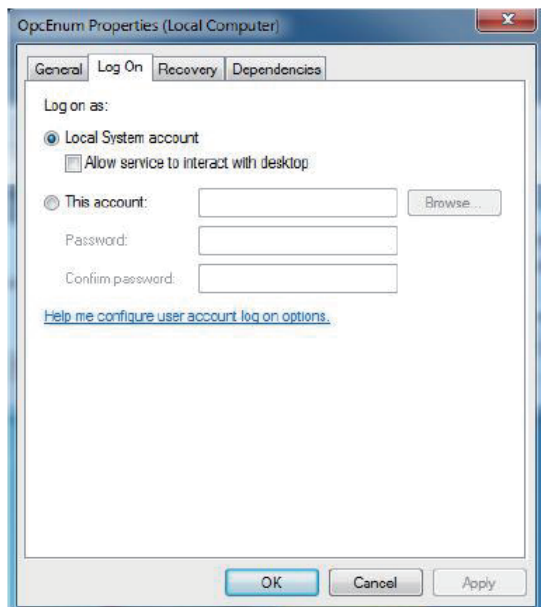 OpcEnum Properties (Local Computer)
General Log On Recovery Dependencies
Log on as:
Local System account
Allow service to interact with desktop
This account:
Browse...
Password:
Confirm password:
Help me configure user account log on options.
OK Cancel Apply